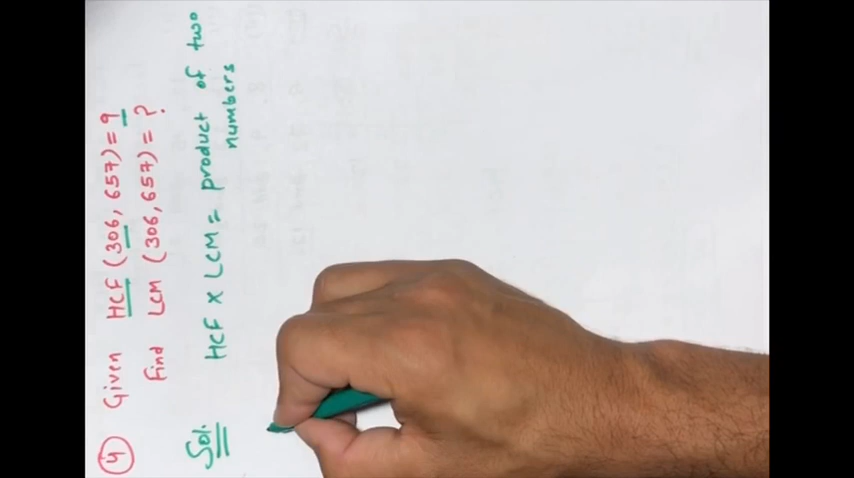 4 Given HCF (306, 657) = 9
Find LCM (306, 657) = ?
Sol. HCF x LCM = product of two
numbers